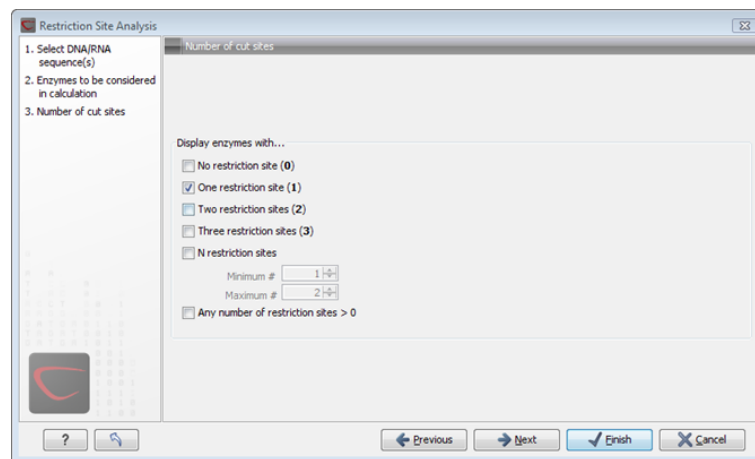 Restriction Site Analysis
1. Select DNA/RNA
sequence(s)
2. Enzymes to be considered
in calculation
3. Number of cut sites
Number of cut sites
Display enzymes with...
No restriction site (0)
One restriction site (1)
Two restriction sites (2)
Three restriction sites (3)
N restriction sites
Minimum # 1
Maximum # 2
Any number of restriction sites > 0
? Previous Next Finish Cancel